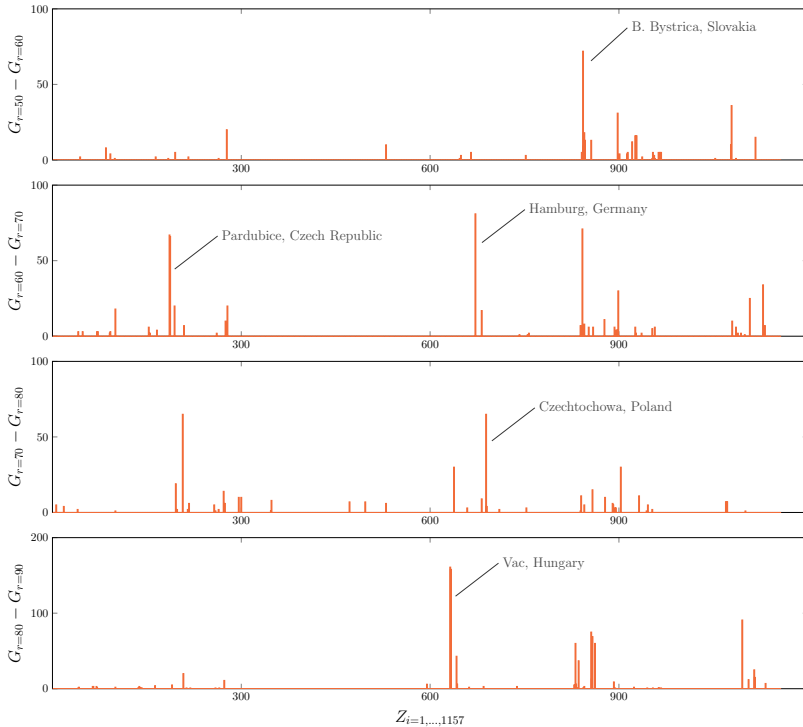 100
B. Bystrica, Slovakia
G_{r=50} − G_{r=60}
50
0
300
600
900
100
Hamburg, Germany
Pardubice, Czech Republic
G_{r=60} − G_{r=70}
50
0
300
600
900
100
Czechtochowa, Poland
G_{r=70} − G_{r=80}
50
0
300
600
900
200
Vac, Hungary
G_{r=80} − G_{r=90}
100
0
300
600
900
Z_{i=1,...,1157}